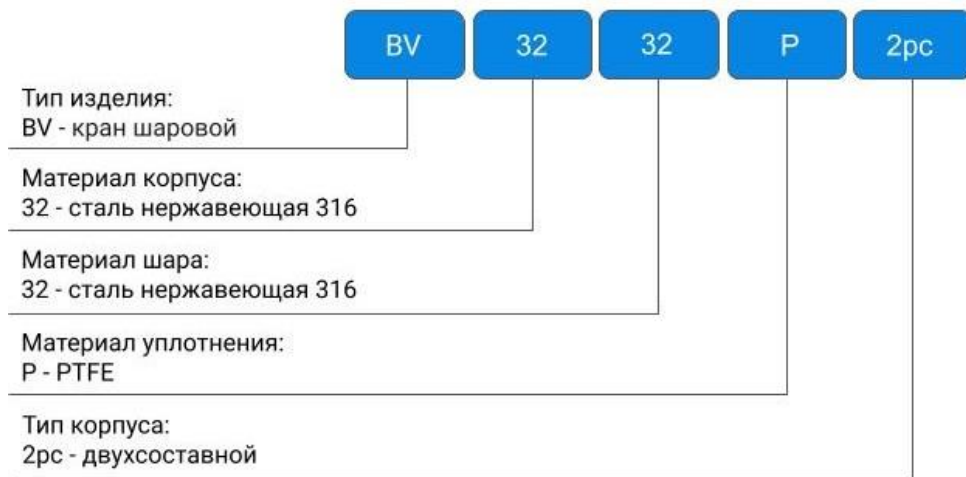 BV 32 32 P 2pc
Тип изделия:
BV - кран шаровой
Материал корпуса:
32 - сталь нержавеющая 316
Материал шара:
32 - сталь нержавеющая 316
Материал уплотнения:
P - PTFE
Тип корпуса:
2pc - двухсоставной